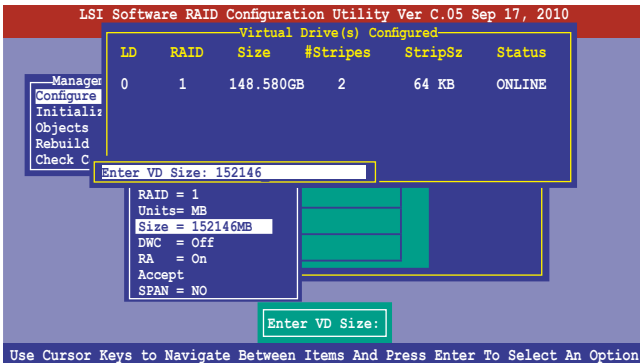 LSI Software RAID Configuration Utility Ver C.05 Sep 17, 2010
Virtual Drive(s) Configured
LD RAID Size #Stripes StripSz Status
0 1 148.580GB 2 64 KB ONLINE
Manage
Configure
Initializ
Objects
Rebuild
Check C
Enter VD Size: 152146_
RAID = 1
Units= MB
Size = 152146MB
DWC = Off
RA = On
Accept
SPAN = NO
Enter VD Size:
Use Cursor Keys to Navigate Between Items And Press Enter To Select An Option